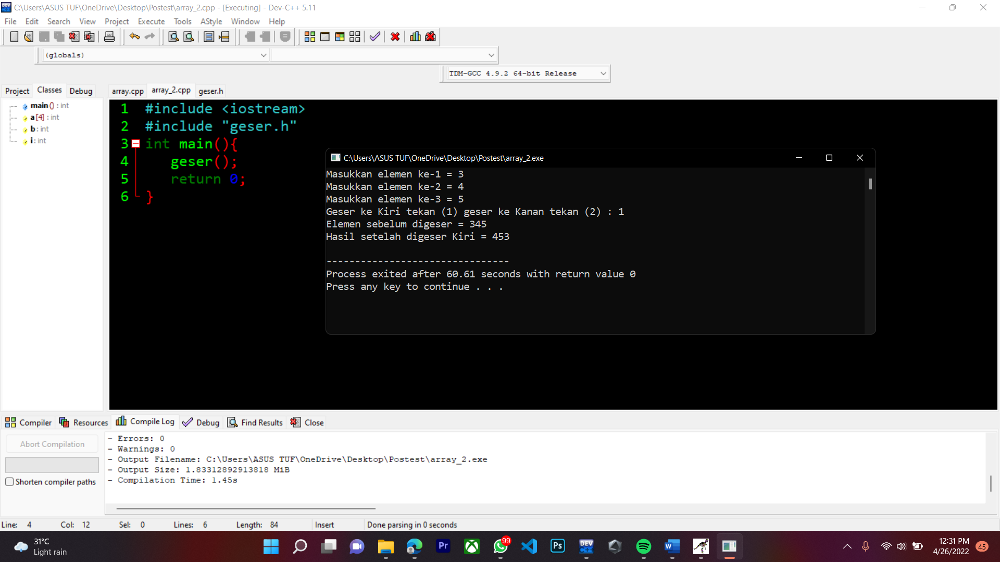 C:\Users\ASUS TUF\OneDrive\Desktop\Postest\array_2.cpp - [Executing] - Dev-C++ 5.11
File Edit Search View Project Execute Tools AStyle Window Help
(globals)
TDM-GCC 4.9.2 64-bit Release
Project Classes Debug
array.cpp array_2.cpp geser.h
main () : int
a [4] : int
b : int
i : int
1 #include <iostream>
2 #include "geser.h"
3 int main(){
4 geser();
5 return 0;
6 }
C:\Users\ASUS TUF\OneDrive\Desktop\Postest\array_2.exe
Masukkan elemen ke-1 = 3
Masukkan elemen ke-2 = 4
Masukkan elemen ke-3 = 5
Geser ke Kiri tekan (1) geser ke Kanan tekan (2) : 1
Elemen sebelum digeser = 345
Hasil setelah digeser Kiri = 453
--------------------------------
Process exited after 60.61 seconds with return value 0
Press any key to continue . . .
Compiler Resources Compile Log Debug Find Results Close
Abort Compilation
Shorten compiler paths
- Errors: 0
- Warnings: 0
- Output Filename: C:\Users\ASUS TUF\OneDrive\Desktop\Postest\array_2.exe
- Output Size: 1.83312892913818 MiB
- Compilation Time: 1.45s
Line: 4 Col: 12 Sel: 0 Lines: 6 Length: 84 Insert Done parsing in 0 seconds
31°C
Light rain
Pr
99
Ps
DEV
W
12:31 PM
4/26/2022
45